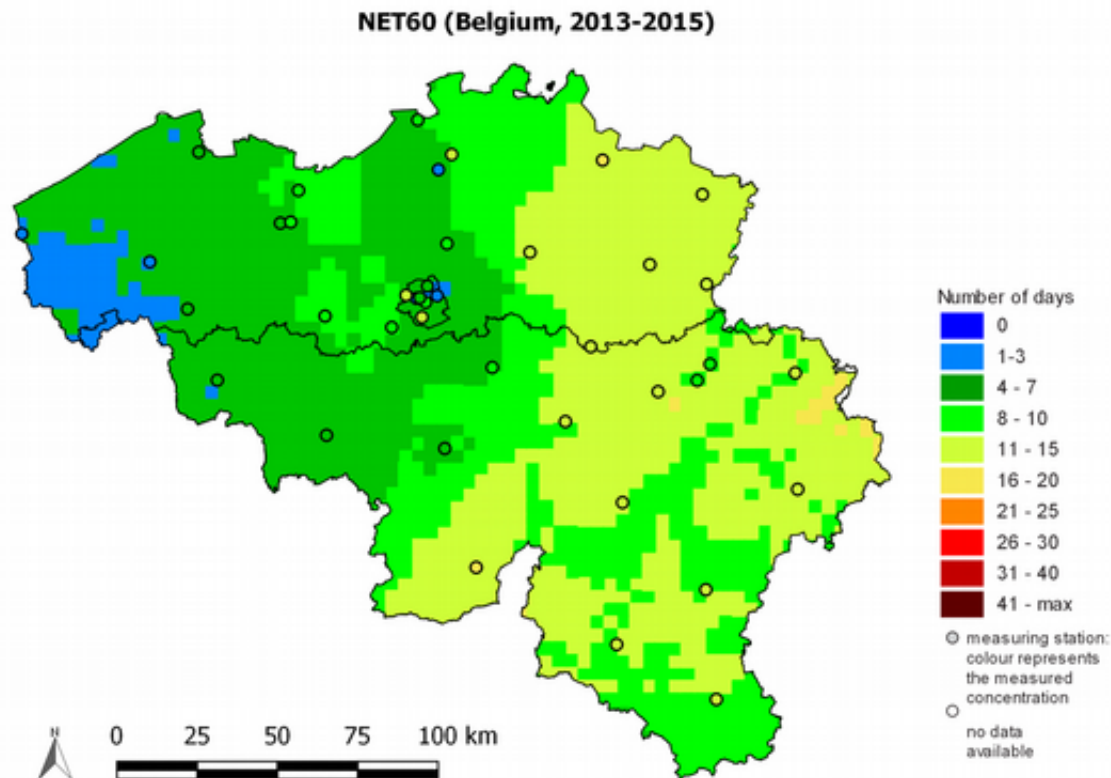 NET60 (Belgium, 2013-2015)
Number of days
0
1-3
4 - 7
8 - 10
11 - 15
16 - 20
21 - 25
26 - 30
31 - 40
41 - max
measuring station:
colour represents
the measured
concentration
no data
available
N
0 25 50 75 100 km